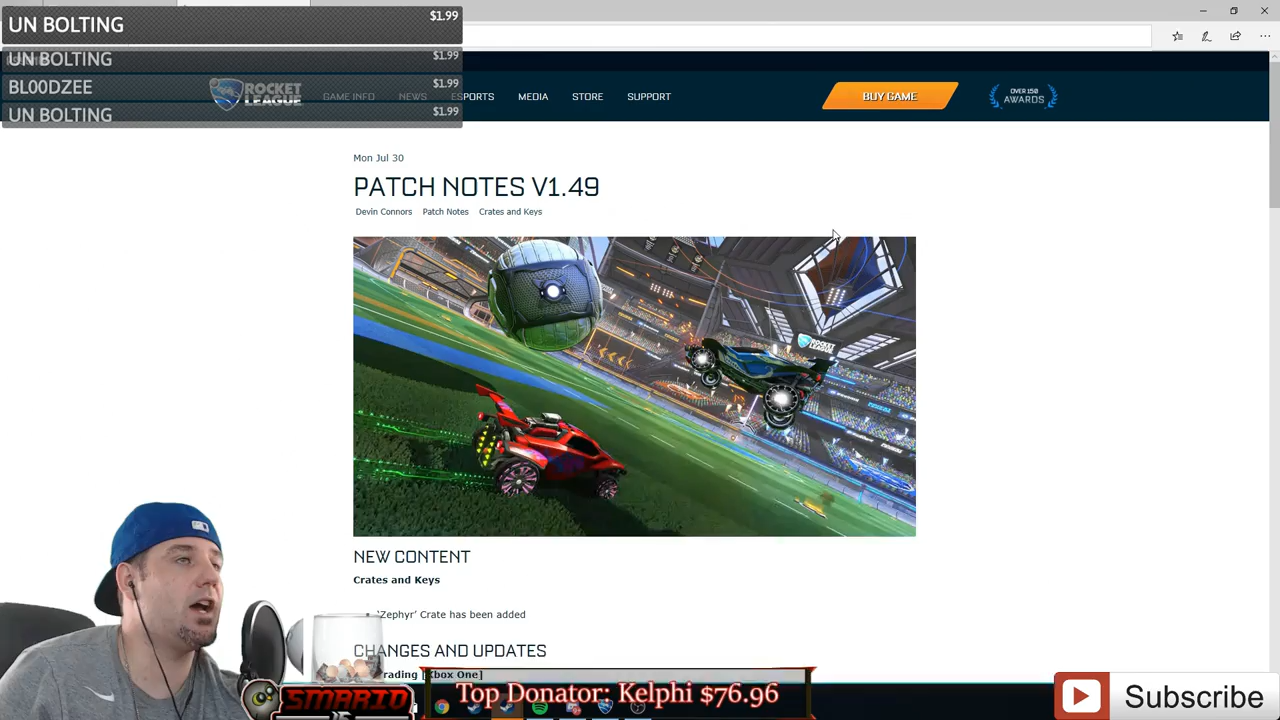 UN BOLTING $1.99
UN BOLTING $1.99
BL00DZEE $1.99
UN BOLTING $1.99
ROCKET LEAGUE
GAME INFO NEWS ESPORTS MEDIA STORE SUPPORT
BUY GAME
OVER 150 AWARDS
Mon Jul 30
PATCH NOTES V1.49
Devin Connors Patch Notes Crates and Keys
ROCKET LEAGUE
NEW CONTENT
Crates and Keys
• 'Zephyr' Crate has been added
CHANGES AND UPDATES
Trading [Xbox One]
SMARIO
Top Donator: Kelphi $76.96
Subscribe